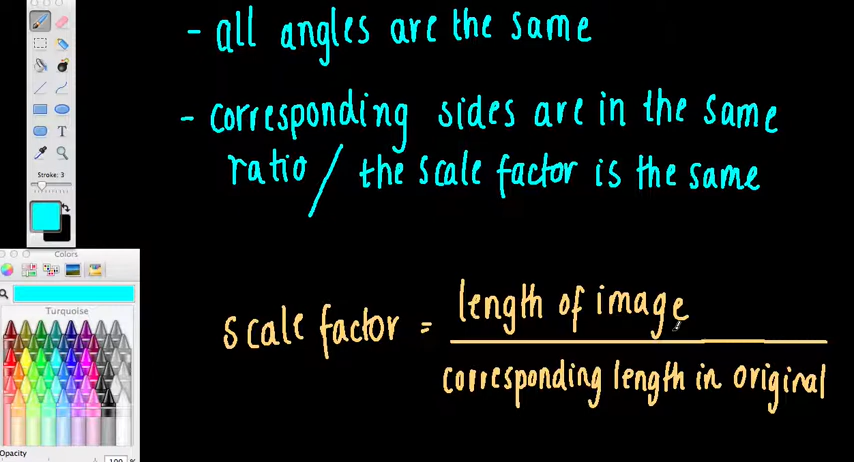 - all angles are the same
- corresponding sides are in the same
ratio / the scale factor is the same
Stroke: 3
Colors
Turquoise
scale factor = length of image
corresponding length in original
Opacity
100 %